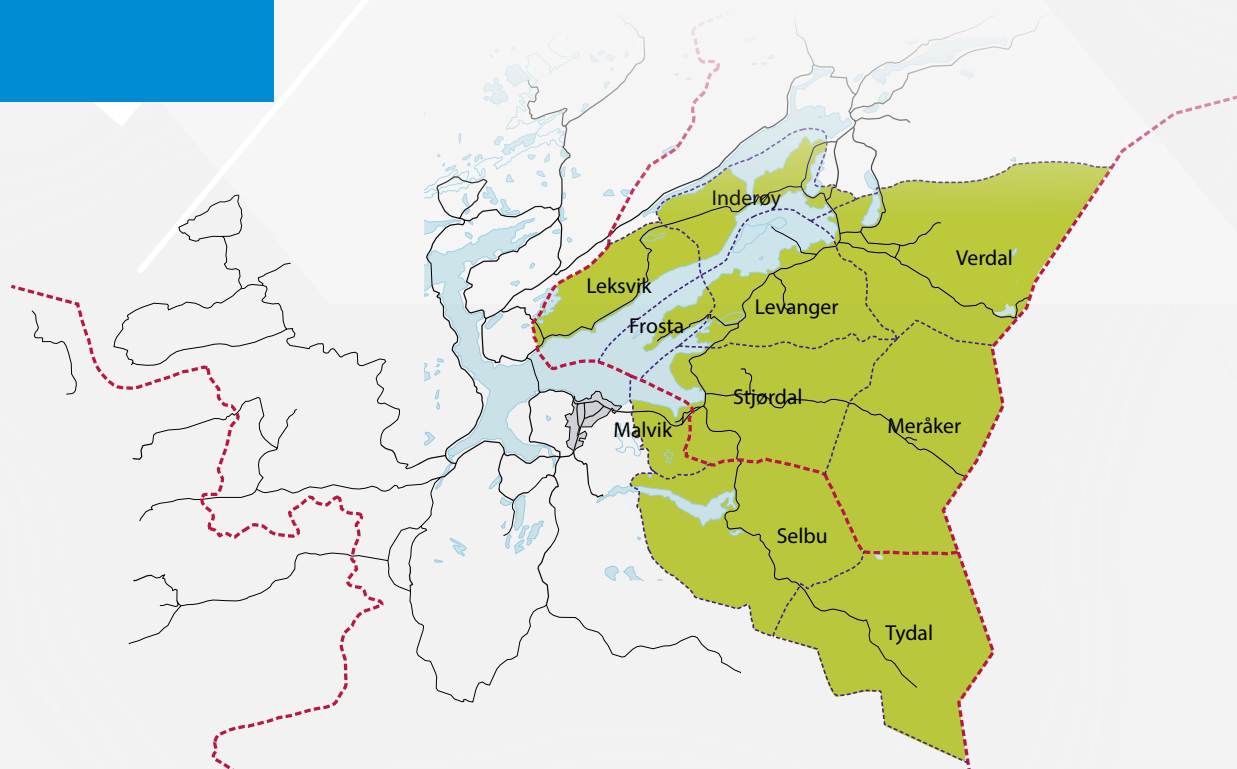 Inderøy
Verdal
Leksvik
Levanger
Frosta
Stjørdal
Malvik
Meråker
Selbu
Tydal